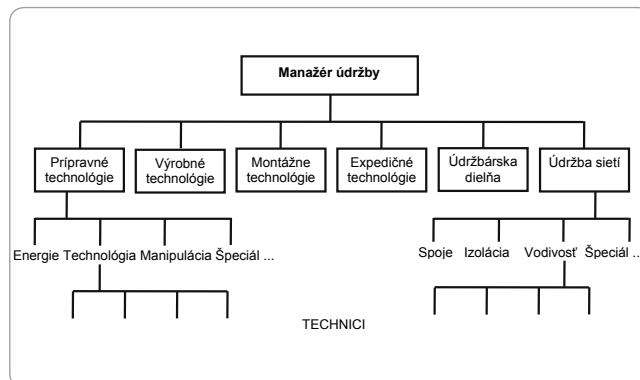 Manažér údržby
Prípravné
technológie
Výrobné
technológie
Montážne
technológie
Expedičné
technológie
Údržbárska
dielňa
Údržba sietí
Energie Technológia Manipulácia Špeciál ...
Spoje Izolácia Vodivosť Špeciál ...
TECHNICI